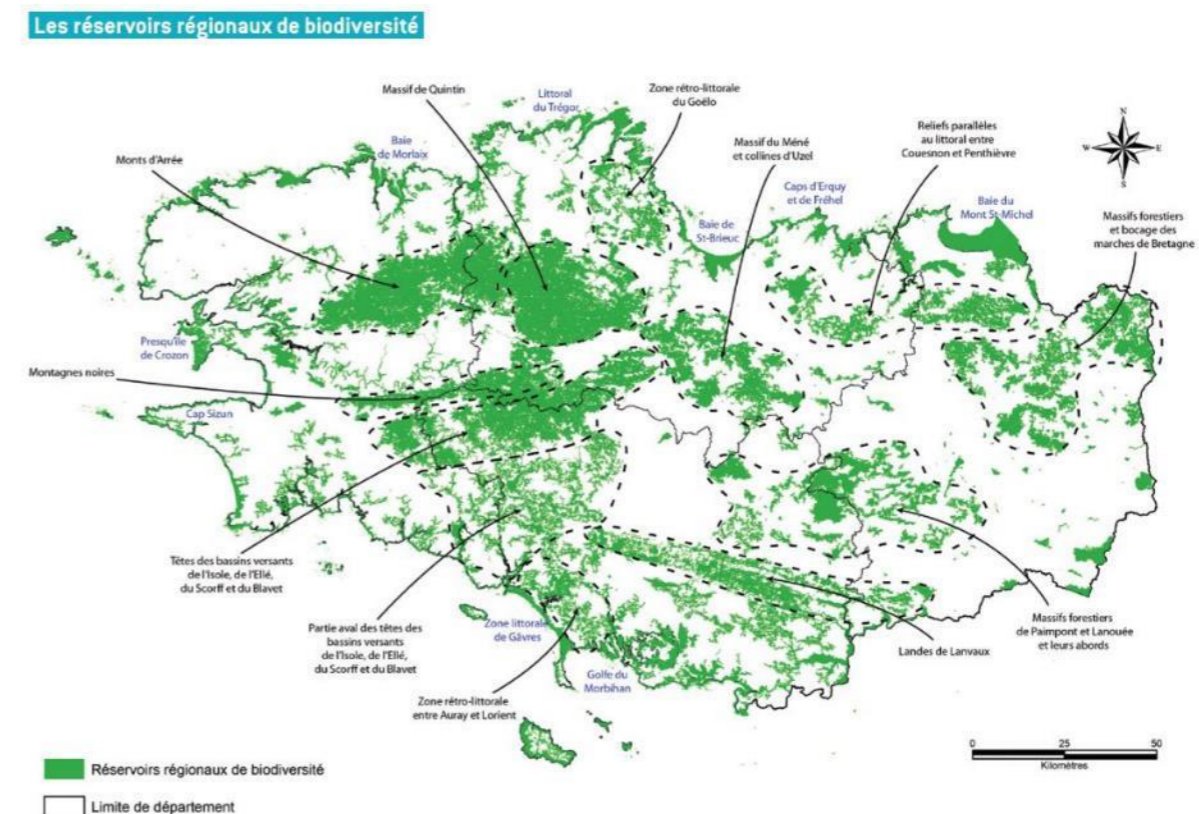 Les réservoirs régionaux de biodiversité
Massif de Quintin
Littoral
du Trégor
Zone rétro-littorale
du Goëlo
Reliefs parallèles
au littoral entre
Couesnon et Penthièvre
N
W
E
S
Monts d'Arrée
Baie
de Morlaix
Massif du Méné
et collines d'Uzel
Caps d'Erquy
et de Fréhel
Baie du
Mont St-Michel
Massifs forestiers
et bocage des
marches de Bretagne
Baie de
St-Brieuc
Presqu'île
de Crozon
Montagnes noires
Cap Sizun
Têtes des bassins versants
de l'Isole, de l'Ellé,
du Scorff et du Blavet
Partie aval des têtes des
bassins versants
de l'Isole, de l'Ellé,
du Scorff et du Blavet
Zone littorale
de Gâvres
Massifs forestiers
de Paimpont et Lanouée
et leurs abords
Landes de Lanvaux
Golfe du
Morbihan
Zone rétro-littorale
entre Auray et Lorient
0 25 50
Kilomètres
Réservoirs régionaux de biodiversité
Limite de département